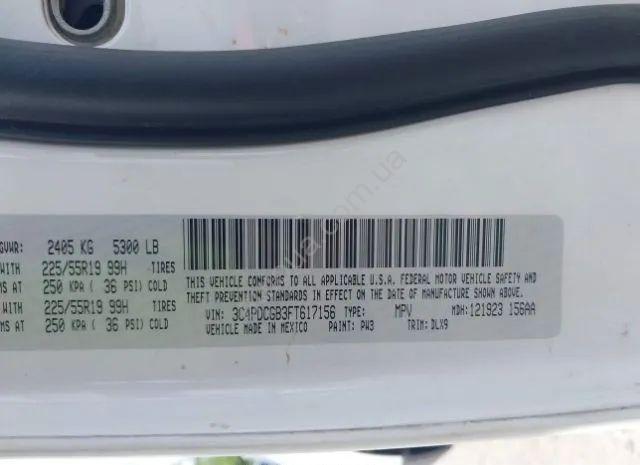 GVWR: 2405 KG 5300 LB
WITH 225/55R19 99H TIRES
MS AT 250 KPA ( 36 PSI) COLD
WITH 225/55R19 99H TIRES
MS AT 250 KPA ( 36 PSI) COLD
THIS VEHICLE CONFORMS TO ALL APPLICABLE U.S.A. FEDERAL MOTOR VEHICLE SAFETY AND
THEFT PREVENTION STANDARDS IN EFFECT ON THE DATE OF MANUFACTURE SHOWN ABOVE.
VIN: 3C4PDCGB3FT617156 TYPE: MPV MDH: 121923 156AA
VEHICLE MADE IN MEXICO PAINT: PW3 TRIM: DLX9